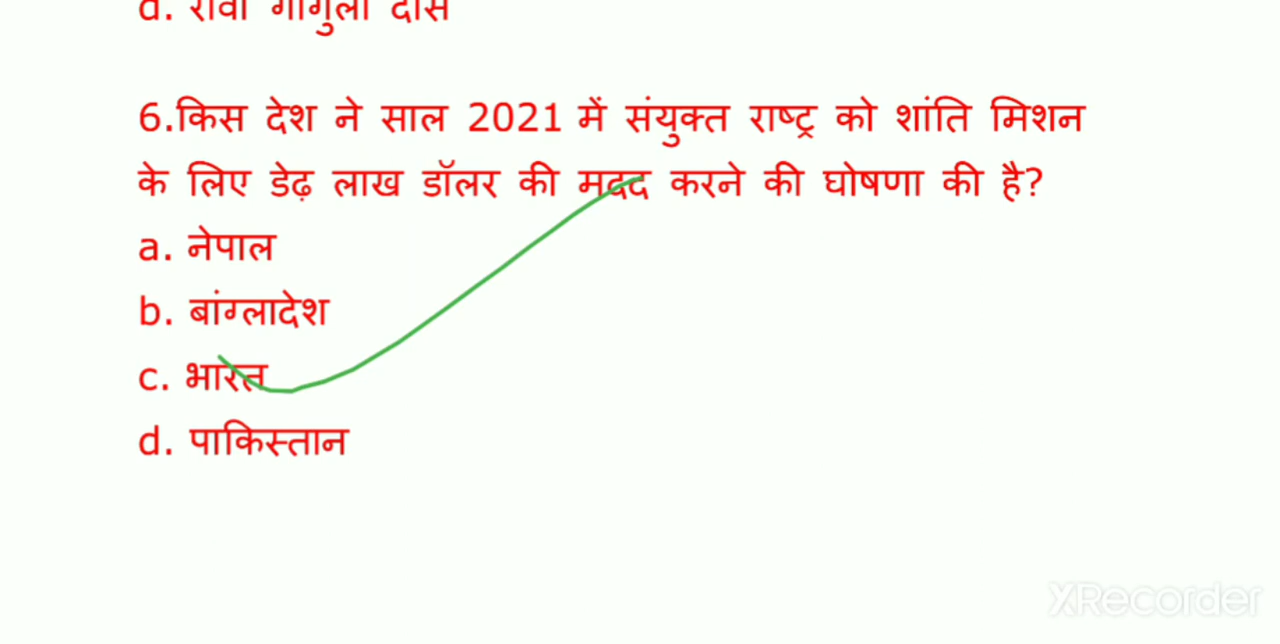 d. रीवा गांगुली दास
6.किस देश ने साल 2021 में संयुक्त राष्ट्र को शांति मिशन
के लिए डेढ़ लाख डॉलर की मदद करने की घोषणा की है?
a. नेपाल
b. बांग्लादेश
c. भारत
d. पाकिस्तान
XRecorder